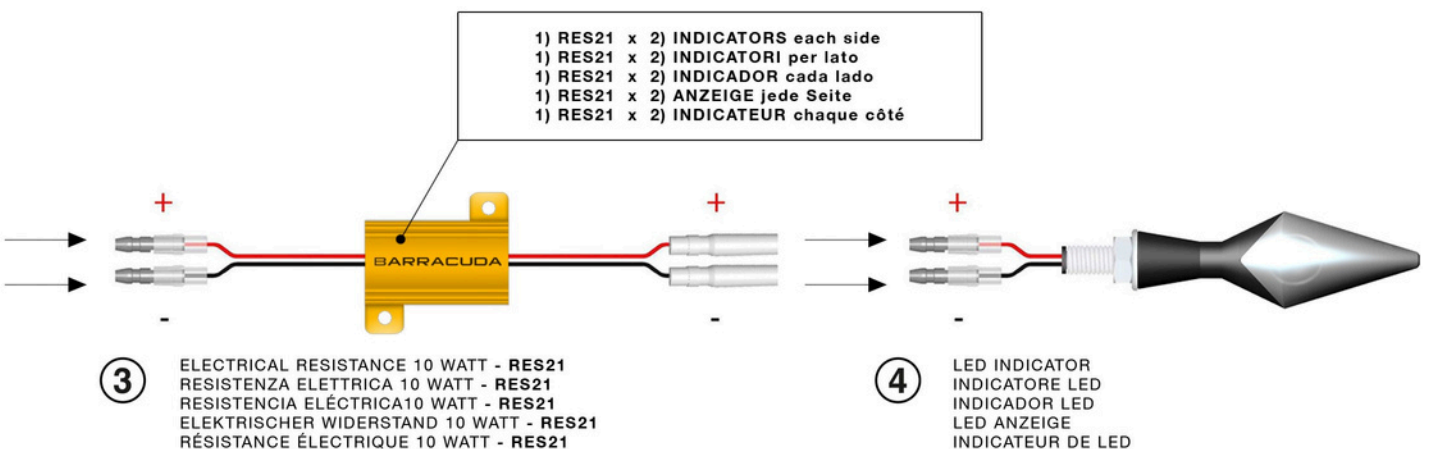 1) RES21 x 2) INDICATORS each side
1) RES21 x 2) INDICATORI per lato
1) RES21 x 2) INDICADOR cada lado
1) RES21 x 2) ANZEIGE jede Seite
1) RES21 x 2) INDICATEUR chaque côté
+ + +
BARRACUDA
- - -
3
ELECTRICAL RESISTANCE 10 WATT - RES21
RESISTENZA ELETTRICA 10 WATT - RES21
RESISTENCIA ELÉCTRICA10 WATT - RES21
ELEKTRISCHER WIDERSTAND 10 WATT - RES21
RÉSISTANCE ÉLECTRIQUE 10 WATT - RES21
4
LED INDICATOR
INDICATORE LED
INDICADOR LED
LED ANZEIGE
INDICATEUR DE LED